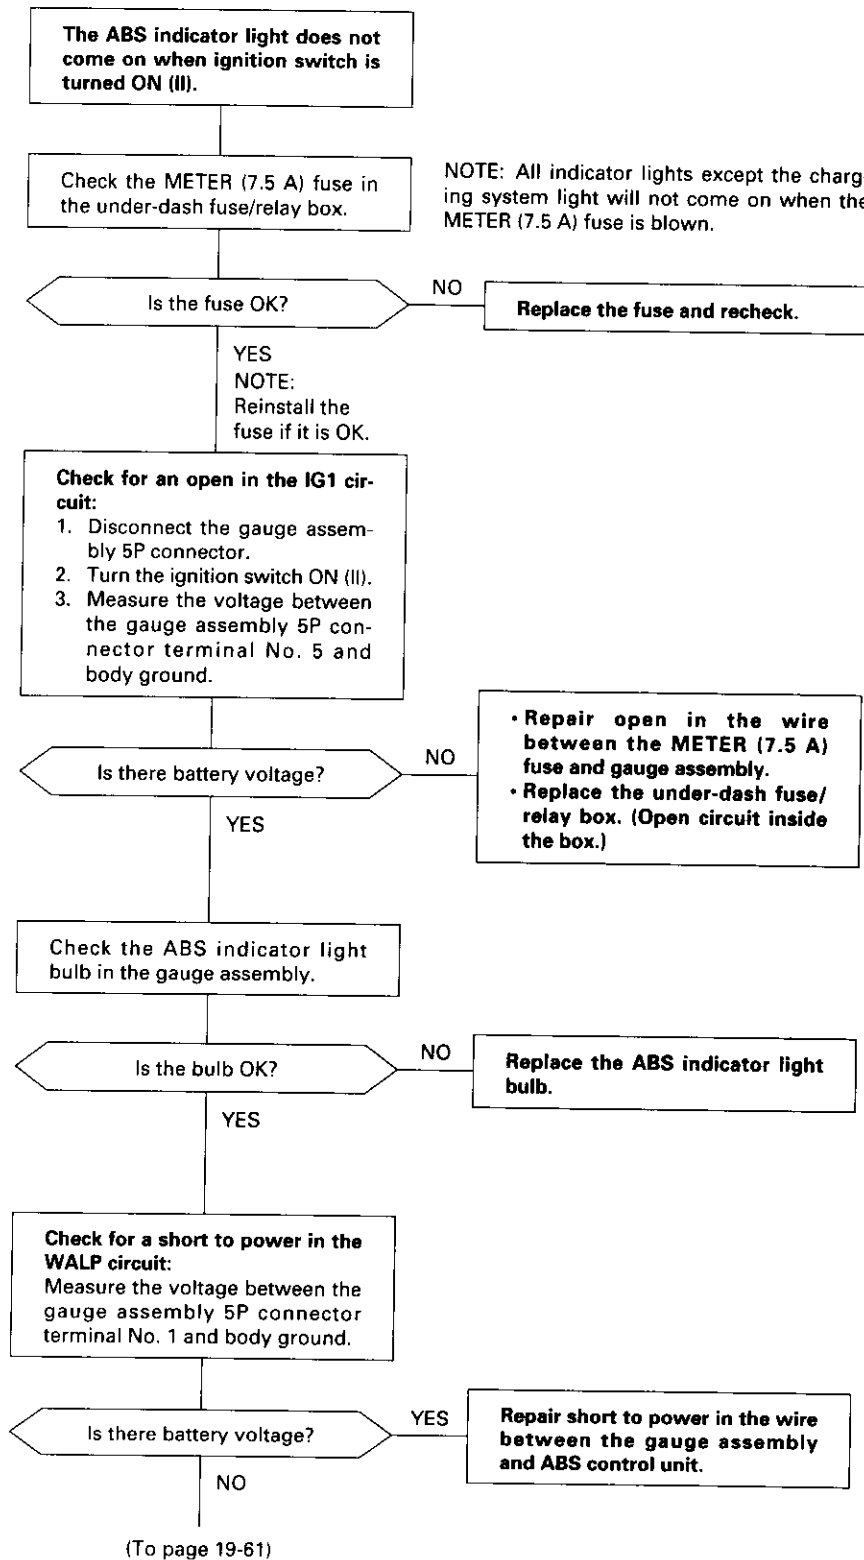 The ABS indicator light does not
come on when ignition switch is
turned ON (II).
Check the METER (7.5 A) fuse in
the under-dash fuse/relay box.
NOTE: All indicator lights except the charg-
ing system light will not come on when the
METER (7.5 A) fuse is blown.
Is the fuse OK?
NO
Replace the fuse and recheck.
YES
NOTE:
Reinstall the
fuse if it is OK.
Check for an open in the IG1 cir-
cuit:
1. Disconnect the gauge assem-
bly 5P connector.
2. Turn the ignition switch ON (II).
3. Measure the voltage between
the gauge assembly 5P con-
nector terminal No. 5 and
body ground.
Is there battery voltage?
NO
• Repair open in the wire
between the METER (7.5 A)
fuse and gauge assembly.
• Replace the under-dash fuse/
relay box. (Open circuit inside
the box.)
YES
Check the ABS indicator light
bulb in the gauge assembly.
Is the bulb OK?
NO
Replace the ABS indicator light
bulb.
YES
Check for a short to power in the
WALP circuit:
Measure the voltage between the
gauge assembly 5P connector
terminal No. 1 and body ground.
Is there battery voltage?
YES
Repair short to power in the wire
between the gauge assembly
and ABS control unit.
NO
(To page 19-61)